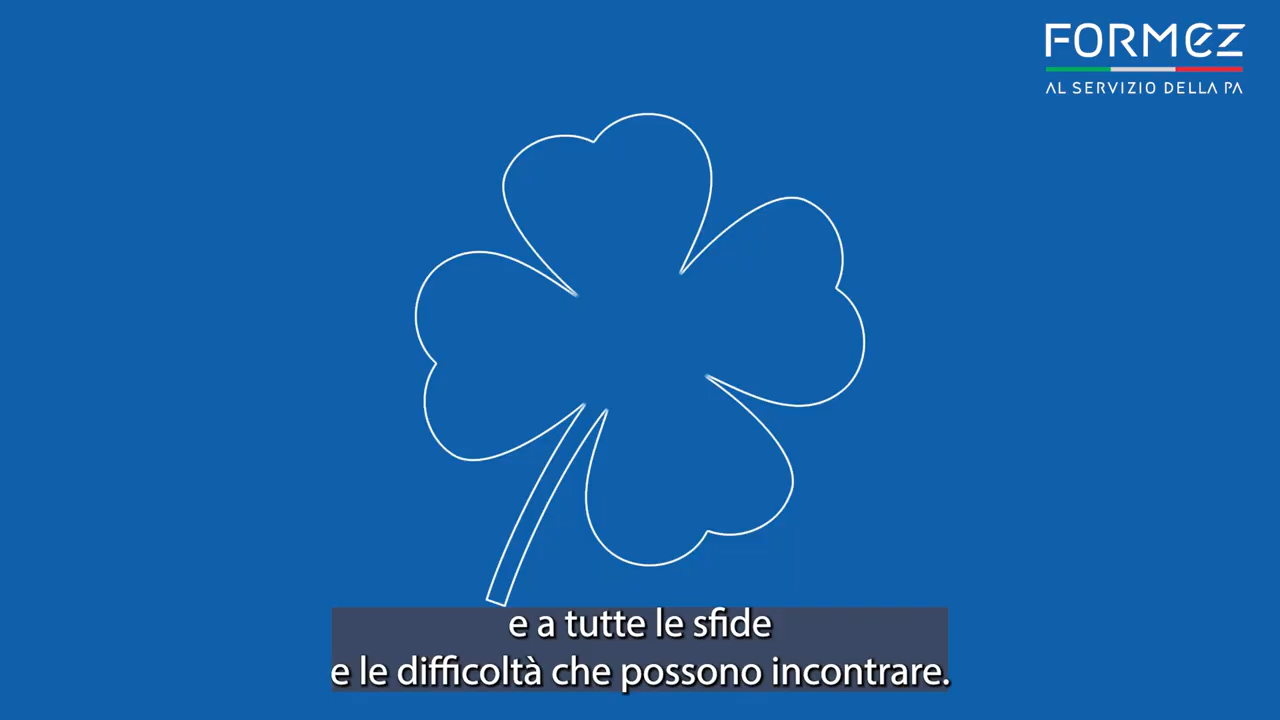 FORMEZ
AL SERVIZIO DELLA PA
e a tutte le sfide
e le difficoltà che possono incontrare.